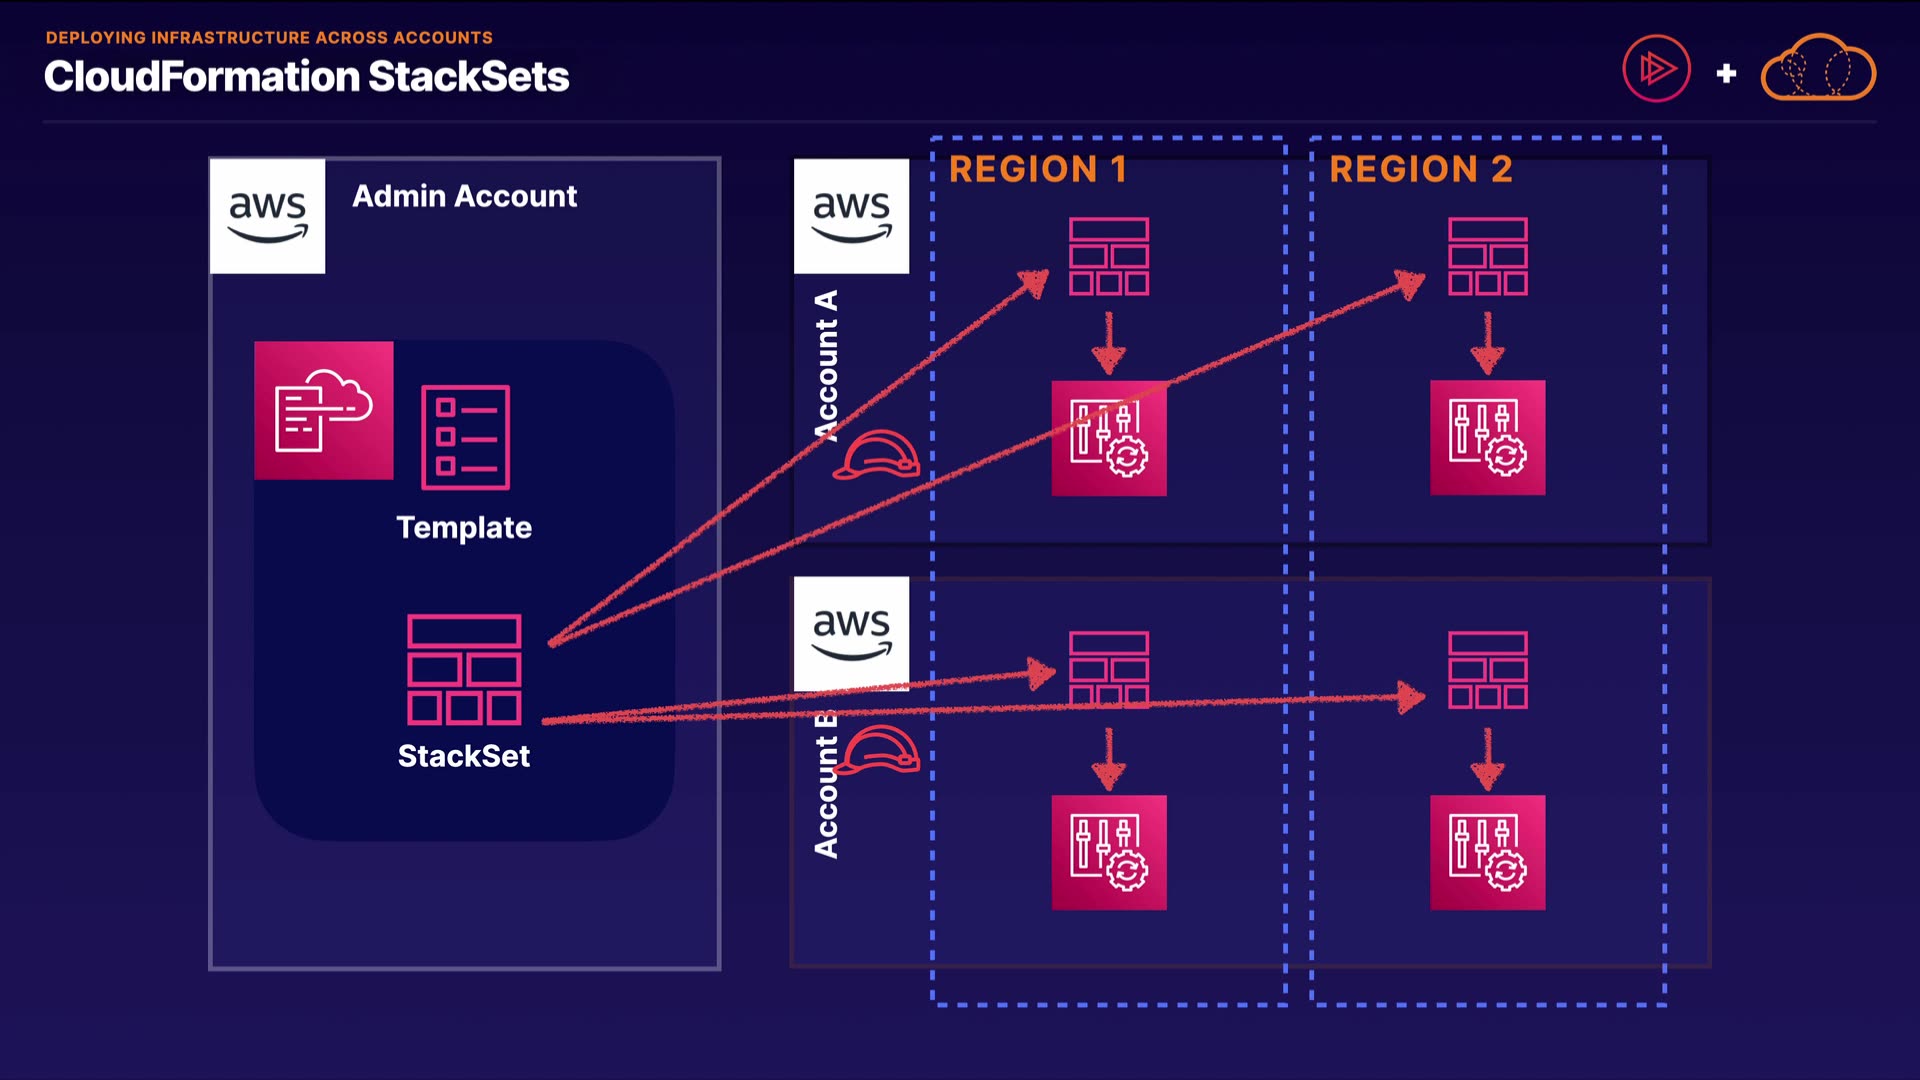 DEPLOYING INFRASTRUCTURE ACROSS ACCOUNTS
CloudFormation StackSets
aws
Admin Account
Template
StackSet
aws
Account A
REGION 1
REGION 2
aws
Account B